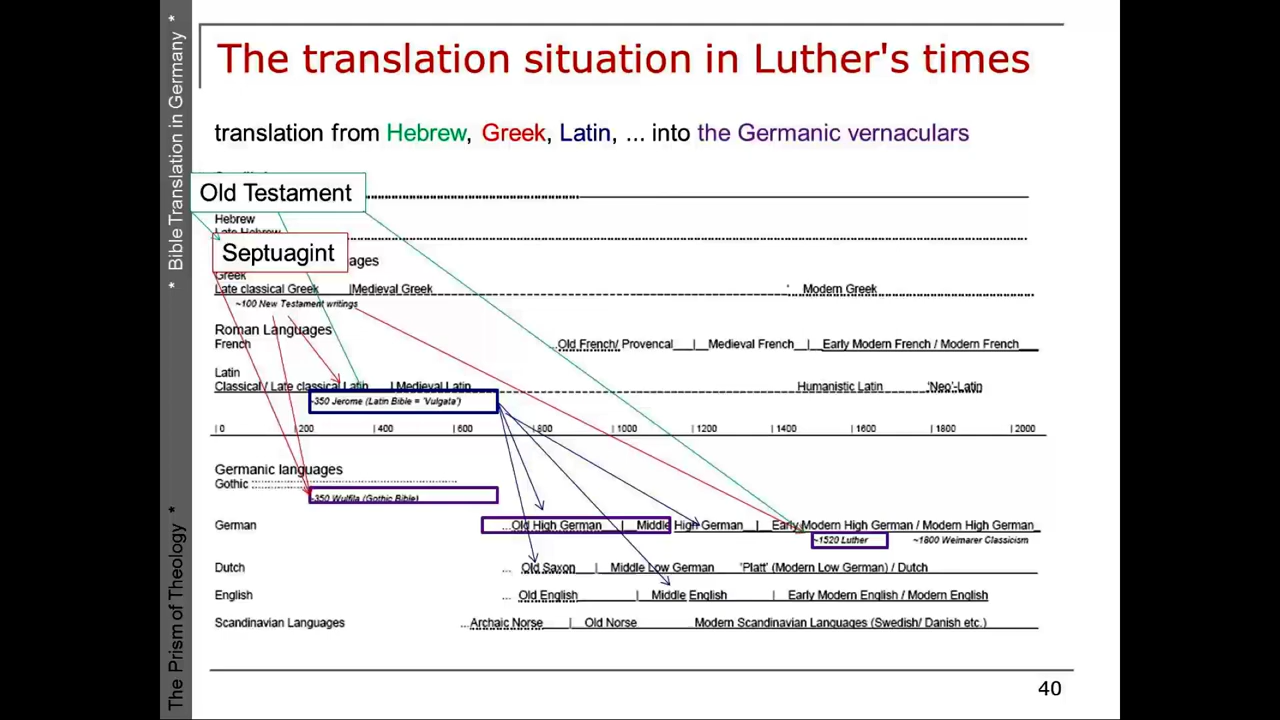 The translation situation in Luther's times
translation from Hebrew, Greek, Latin, ... into the Germanic vernaculars
Old Testament
Hebrew
Late Hebrew
Septuagint
ages
Greek
Late classical Greek |Medieval Greek ' Modern Greek
~100 New Testament writings
Roman Languages
French ...Old French/ Provencal | Medieval French | Early Modern French / Modern French
Latin
Classical / Late classical Latin | Medieval Latin Humanistic Latin 'Neo'-Latin
~350 Jerome (Latin Bible = 'Vulgata')
| 0 | 200 | 400 | 600 | 800 | 1000 | 1200 | 1400 | 1600 | 1800 | 2000
Germanic languages
Gothic
~350 Wulfila (Gothic Bible)
German ...Old High German | Middle High German | Early Modern High German / Modern High German
~1520 Luther ~1800 Weimarer Classicism
Dutch ... Old Saxon | Middle Low German 'Platt' (Modern Low German) / Dutch
English ... Old English | Middle English | Early Modern English / Modern English
Scandinavian Languages ...Archaic Norse | Old Norse Modern Scandinavian Languages (Swedish/ Danish etc.)
40
The Prism of Theology * * Bible Translation in Germany *